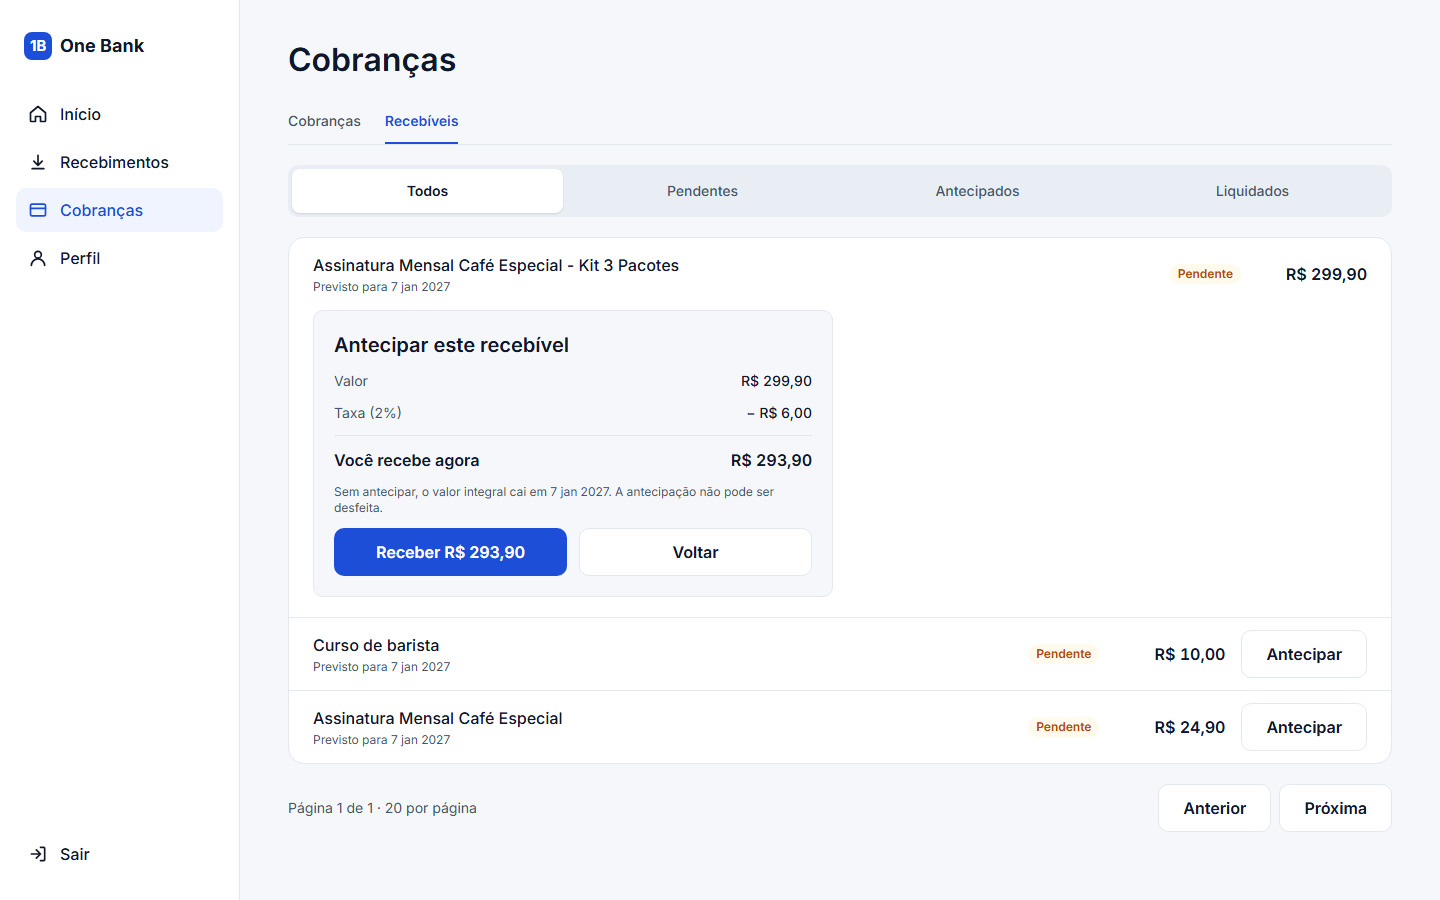 1B One Bank
Início
Recebimentos
Cobranças
Perfil
Sair
Cobranças
Cobranças Recebíveis
Todos Pendentes Antecipados Liquidados
Assinatura Mensal Café Especial - Kit 3 Pacotes
Previsto para 7 jan 2027
Pendente R$ 299,90
Antecipar este recebível
Valor R$ 299,90
Taxa (2%) – R$ 6,00
Você recebe agora R$ 293,90
Sem antecipar, o valor integral cai em 7 jan 2027. A antecipação não pode ser
desfeita.
Receber R$ 293,90 Voltar
Curso de barista
Previsto para 7 jan 2027
Pendente R$ 10,00 Antecipar
Assinatura Mensal Café Especial
Previsto para 7 jan 2027
Pendente R$ 24,90 Antecipar
Página 1 de 1 · 20 por página
Anterior Próxima